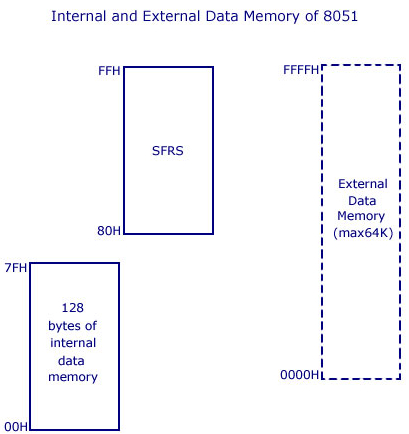 Internal and External Data Memory of 8051
FFH
SFRS
80H
7FH
128
bytes of
internal
data
memory
00H
FFFFH
External
Data
Memory
(max64K)
0000H